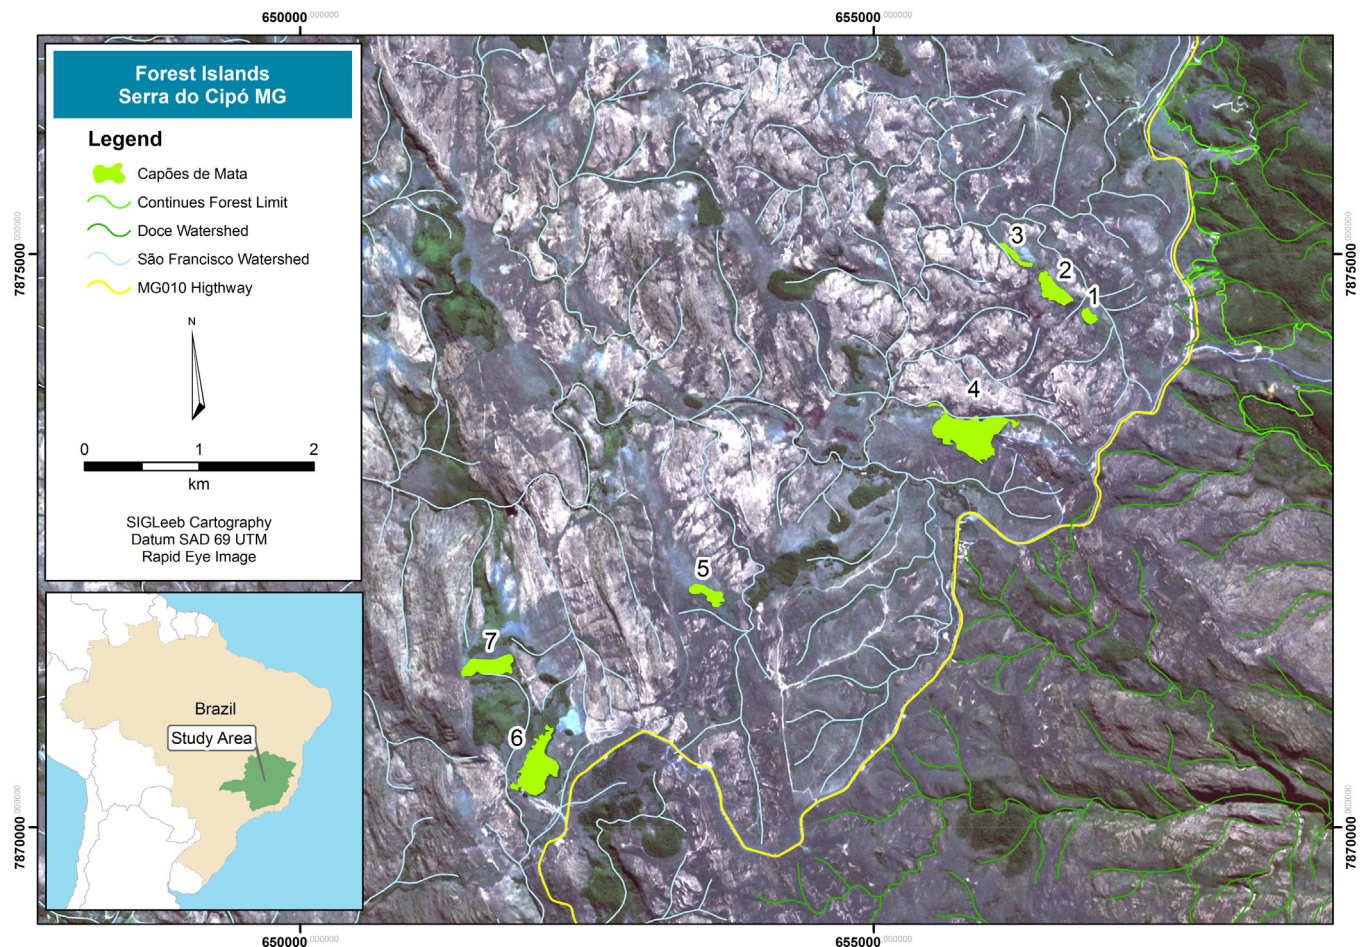 650000,000000
655000,000000
Forest Islands
Serra do Cipó MG
Legend
Capões de Mata
Continues Forest Limit
Doce Watershed
São Francisco Watershed
MG010 Higthway
N
0 1 2
km
SIGLeeb Cartography
Datum SAD 69 UTM
Rapid Eye Image
7875000,000000
7875000,000000
3
2
1
4
5
7
6
Brazil
Study Area
7870000,000000
7870000,000000
650000,000000
655000,000000